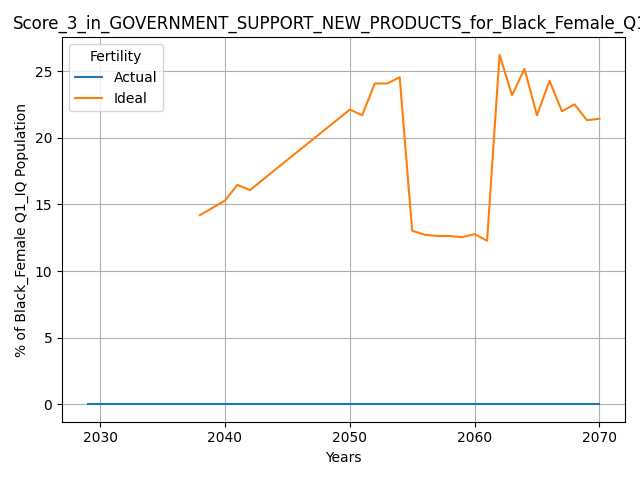 Score_3_in_GOVERNMENT_SUPPORT_NEW_PRODUCTS_for_Black_Female_Q1
Fertility
Actual
Ideal
% of Black_Female Q1_IQ Population
25
20
15
10
5
0
2030 2040 2050 2060 2070
Years